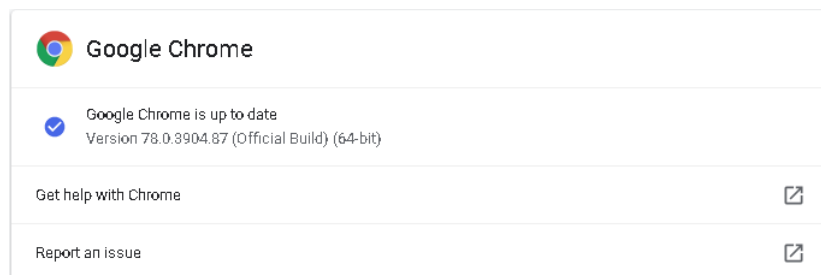 Google Chrome
Google Chrome is up to date
Version 78.0.3904.87 (Official Build) (64-bit)
Get help with Chrome
Report an issue